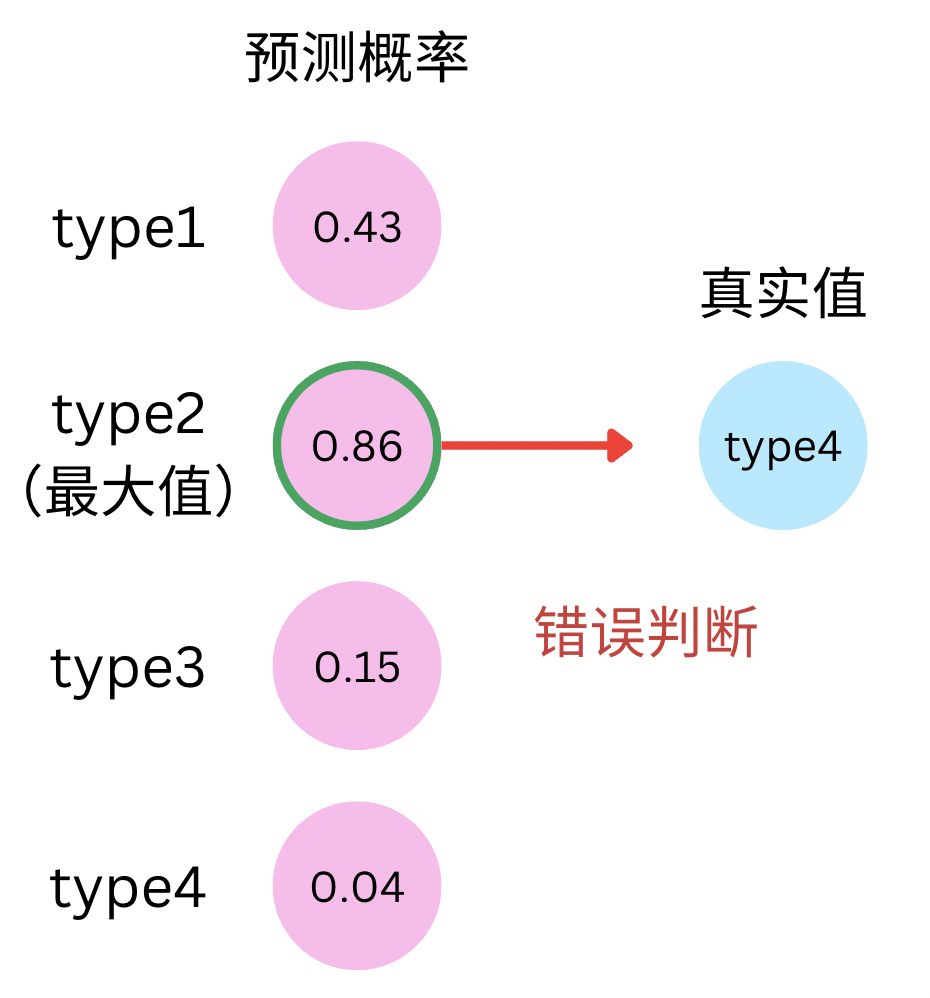 预测概率
type1
0.43
真实值
type2
（最大值）
0.86
type4
错误判断
type3
0.15
type4
0.04